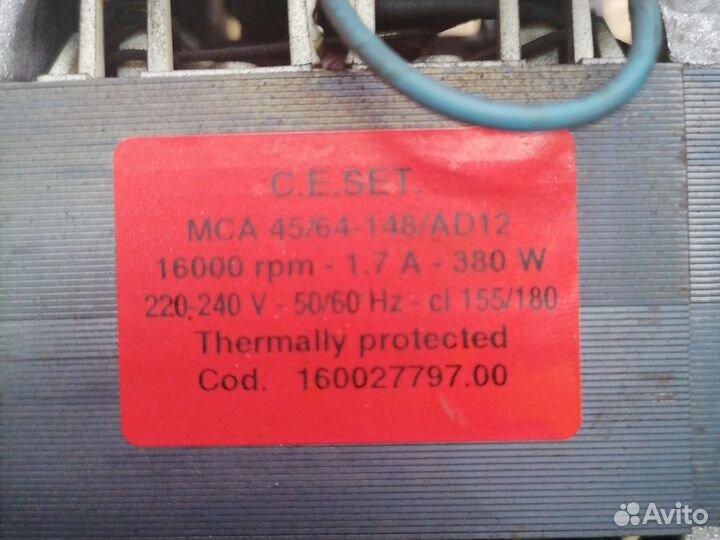 C.E.SET.
MCA 45/64-148/AD12
16000 rpm - 1.7 A - 380 W
220-240 V - 50/60 Hz - cl 155/180
Thermally protected
Cod. 160027797.00
Avito